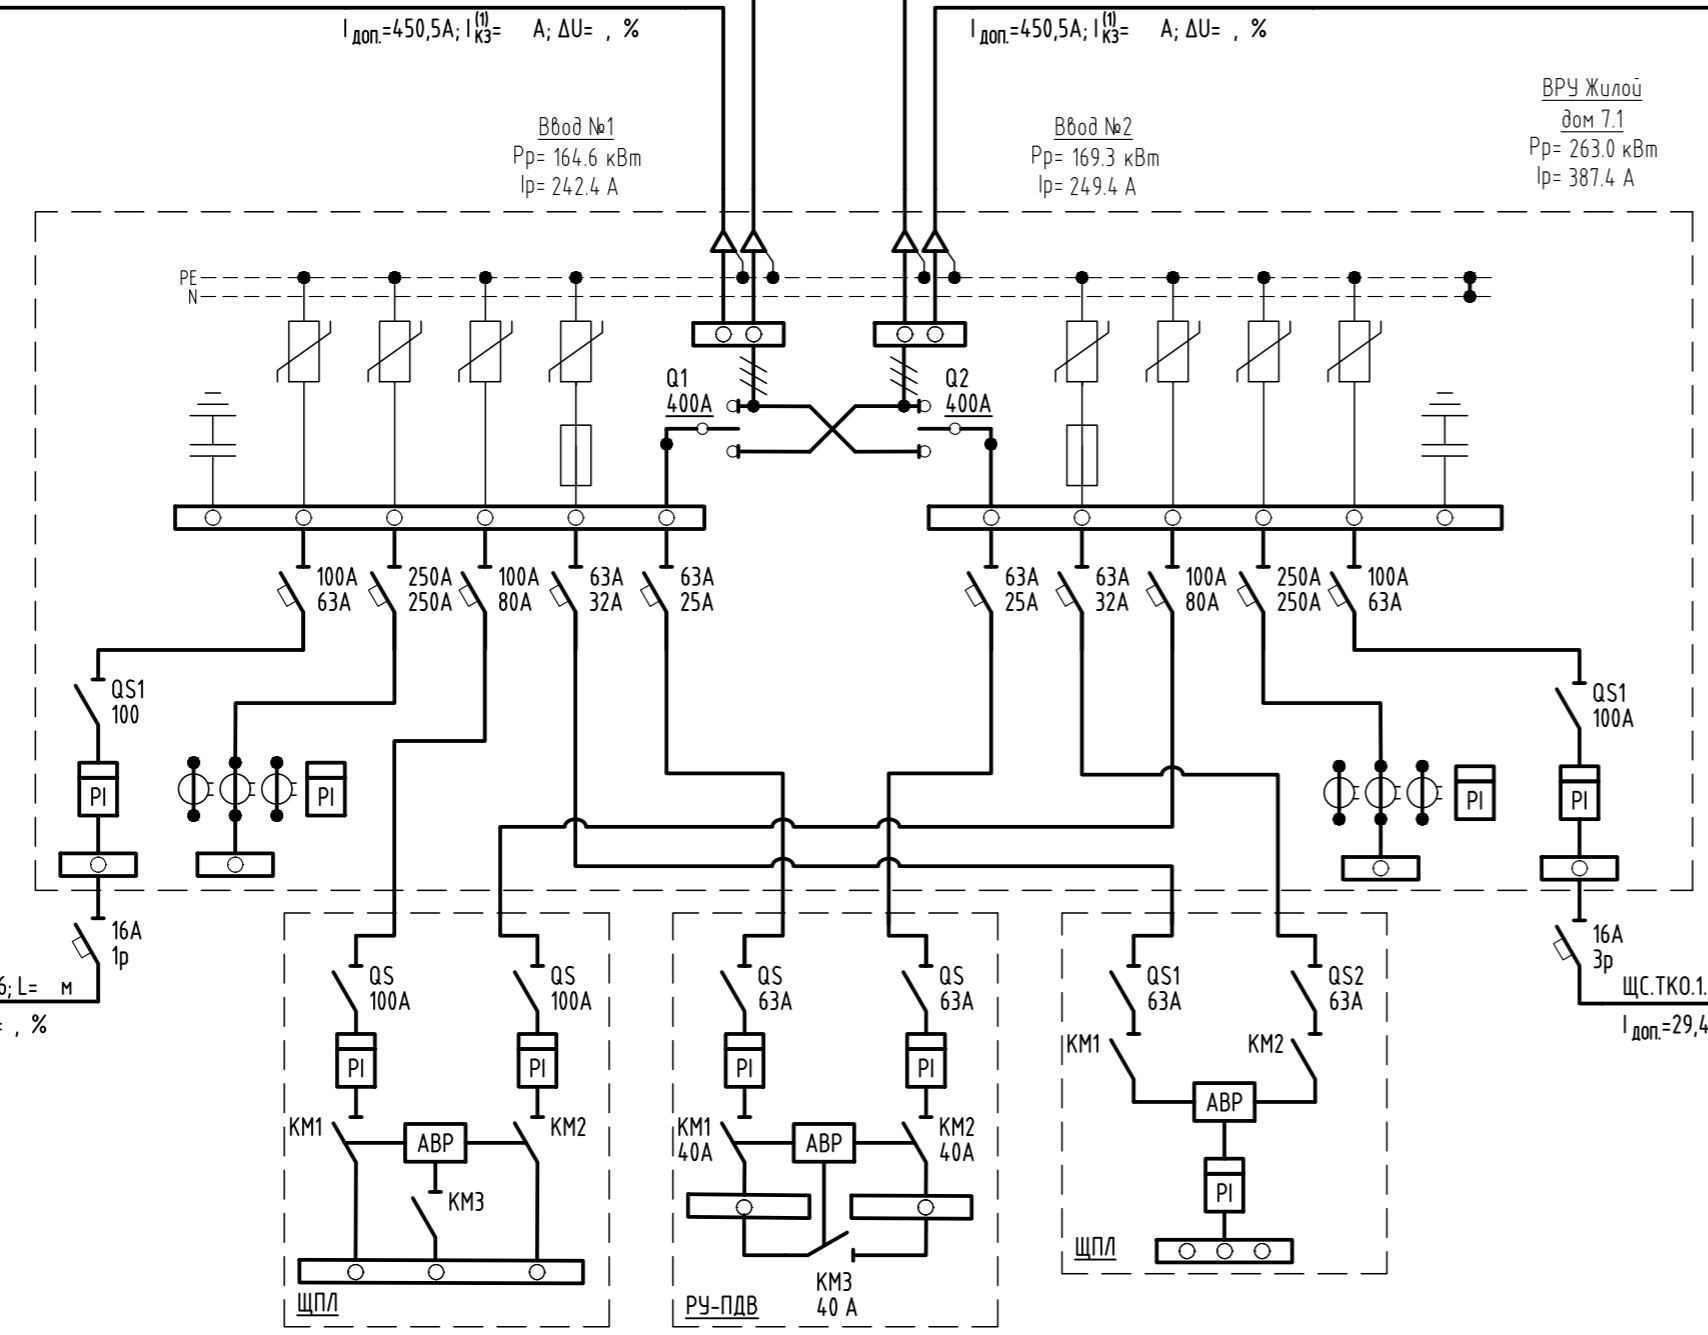 I доп.=450,5А; I(1)КЗ= А; ΔU= , %
I доп.=450,5А; I(1)КЗ= А; ΔU= , %
ВРУ Жилой
дом 7.1
Рр= 263.0 кВт
Iр= 387.4 А
Ввод №1
Рр= 164.6 кВт
Iр= 242.4 А
Ввод №2
Рр= 169.3 кВт
Iр= 249.4 А
PE
N
Q1
400А
Q2
400А
100А
63А
250А
250А
100А
80А
63А
32А
63А
25А
63А
25А
63А
32А
100А
80А
250А
250А
100А
63А
QS1
100
QS1
100А
PI
PI
PI
PI
16А
1р
16А
3р
6; L= м
= , %
ЩС.ТКО.1.
I доп.=29,4
QS
100А
QS
100А
QS
63А
QS
63А
QS1
63А
QS2
63А
PI
PI
PI
PI
КМ1
КМ2
АВР
КМ1
АВР
КМ2
КМ1
40А
АВР
КМ2
40А
PI
КМ3
ЩПЛ
КМ3
40 А
ЩПЛ
РУ-ПДВ